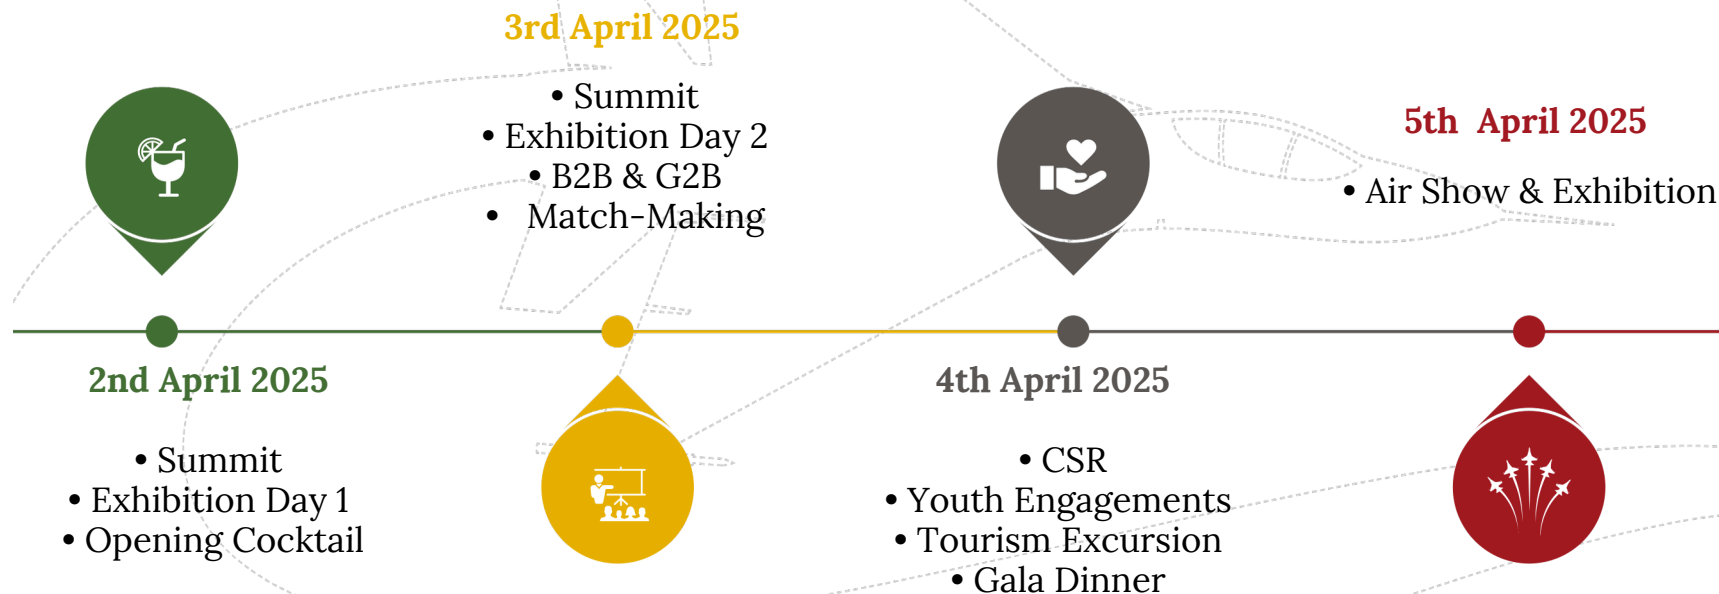 3rd April 2025
• Summit
• Exhibition Day 2
• B2B & G2B
• Match-Making
5th April 2025
• Air Show & Exhibition
2nd April 2025
• Summit
• Exhibition Day 1
• Opening Cocktail
4th April 2025
• CSR
• Youth Engagements
• Tourism Excursion
• Gala Dinner